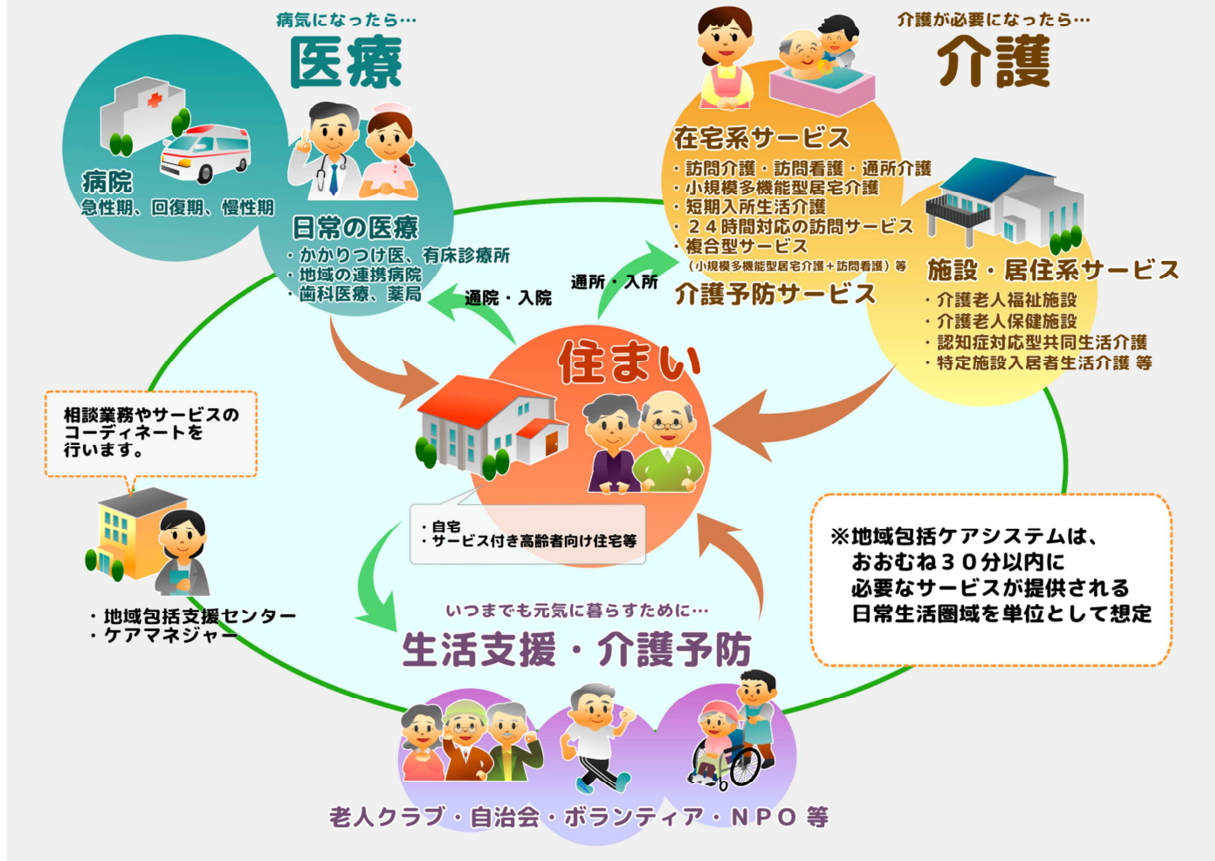 病気になったら…
医療
病院
急性期、回復期、慢性期
日常の医療
・かかりつけ医、有床診療所
・地域の連携病院
・歯科医療、薬局
通院・入院
通所・入所
介護が必要になったら…
介護
在宅系サービス
・訪問介護・訪問看護・通所介護
・小規模多機能型居宅介護
・短期入所生活介護
・２４時間対応の訪問サービス
・複合型サービス
（小規模多機能型居宅介護＋訪問看護）等
介護予防サービス
施設・居住系サービス
・介護老人福祉施設
・介護老人保健施設
・認知症対応型共同生活介護
・特定施設入居者生活介護 等
住まい
・自宅
・サービス付き高齢者向け住宅等
相談業務やサービスの
コーディネートを
行います。
・地域包括支援センター
・ケアマネジャー
※地域包括ケアシステムは、
おおむね３０分以内に
必要なサービスが提供される
日常生活圏域を単位として想定
いつまでも元気に暮らすために…
生活支援・介護予防
老人クラブ・自治会・ボランティア・ＮＰＯ 等